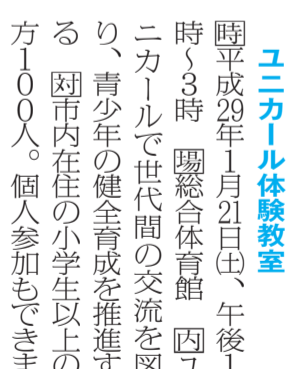 ユニカール体験教室
時平成29年1月21日㈯、午後1
時～3時　場総合体育館　内ユ
ニカールで世代間の交流を図
り、青少年の健全育成を推進す
る　対市内在住の小学生以上の
方100人。個人参加もできま